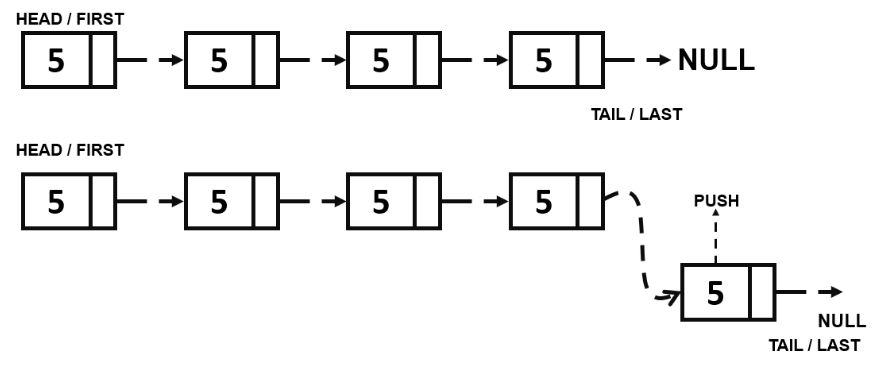 HEAD / FIRST
5 5 5 5 NULL
TAIL / LAST
HEAD / FIRST
5 5 5 5
PUSH
5
NULL
TAIL / LAST